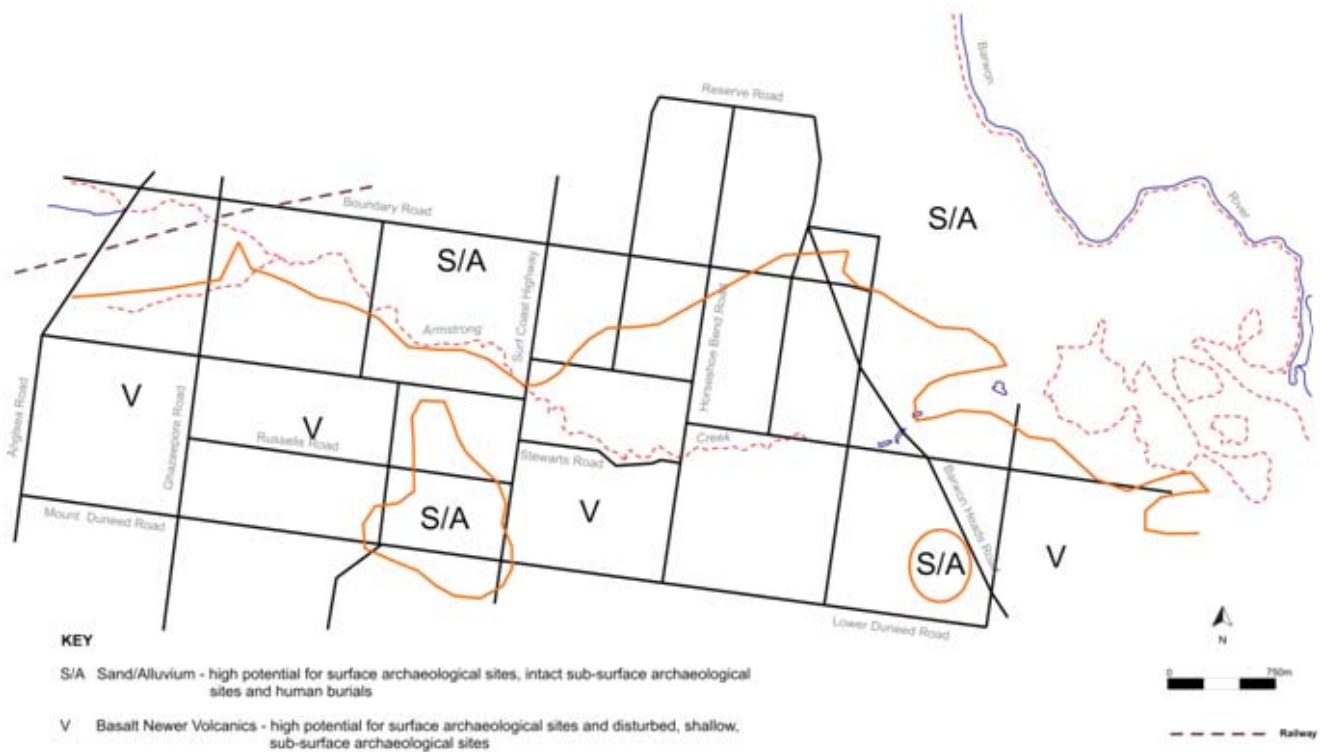 Barwon
Reserve Road
River
S/A
Boundary Road
S/A
Surf Coast Highway
Armstrong
Horseshoe Bend Road
V
Anglsea Road
Ghazeepore Road
V
Russells Road
Creek
Stewarts Road
Mount Duneed Road
S/A
V
Barwon Heads Road
S/A
V
Lower Duneed Road
KEY
N
S/A Sand/Alluvium - high potential for surface archaeological sites, intact sub-surface archaeological
sites and human burials
0 750m
V Basalt Newer Volcanics - high potential for surface archaeological sites and disturbed, shallow,
sub-surface archaeological sites
Railway